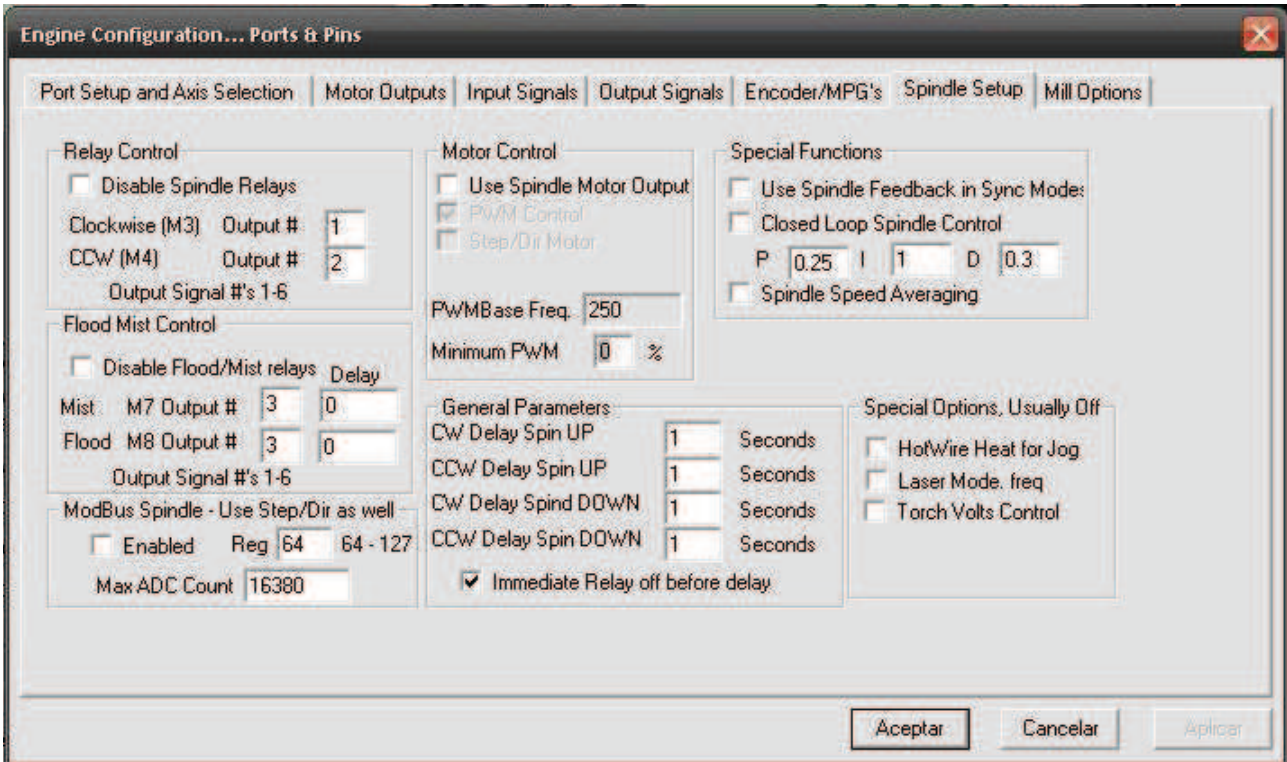 Engine Configuration... Ports & Pins
Port Setup and Axis Selection
Motor Outputs
Input Signals
Output Signals
Encoder/MPG's
Spindle Setup
Mill Options
Relay Control
Disable Spindle Relays
Clockwise (M3) Output # 1
CCW (M4) Output # 2
Output Signal #'s 1-6
Flood Mist Control
Disable Flood/Mist relays Delay
Mist M7 Output # 3 0
Flood M8 Output # 3 0
Output Signal #'s 1-6
ModBus Spindle - Use Step/Dir as well
Enabled Reg 64 64 - 127
Max ADC Count 16380
Motor Control
Use Spindle Motor Output
PWM Control
Step/Dir Motor
PWMBase Freq. 250
Minimum PWM 0 %
General Parameters
CW Delay Spin UP 1 Seconds
CCW Delay Spin UP 1 Seconds
CW Delay Spind DOWN 1 Seconds
CCW Delay Spin DOWN 1 Seconds
Immediate Relay off before delay
Special Functions
Use Spindle Feedback in Sync Modes
Closed Loop Spindle Control
P 0.25 I 1 D 0.3
Spindle Speed Averaging
Special Options, Usually Off
HotWire Heat for Jog
Laser Mode. freq
Torch Volts Control
Aceptar
Cancelar
Aplicar